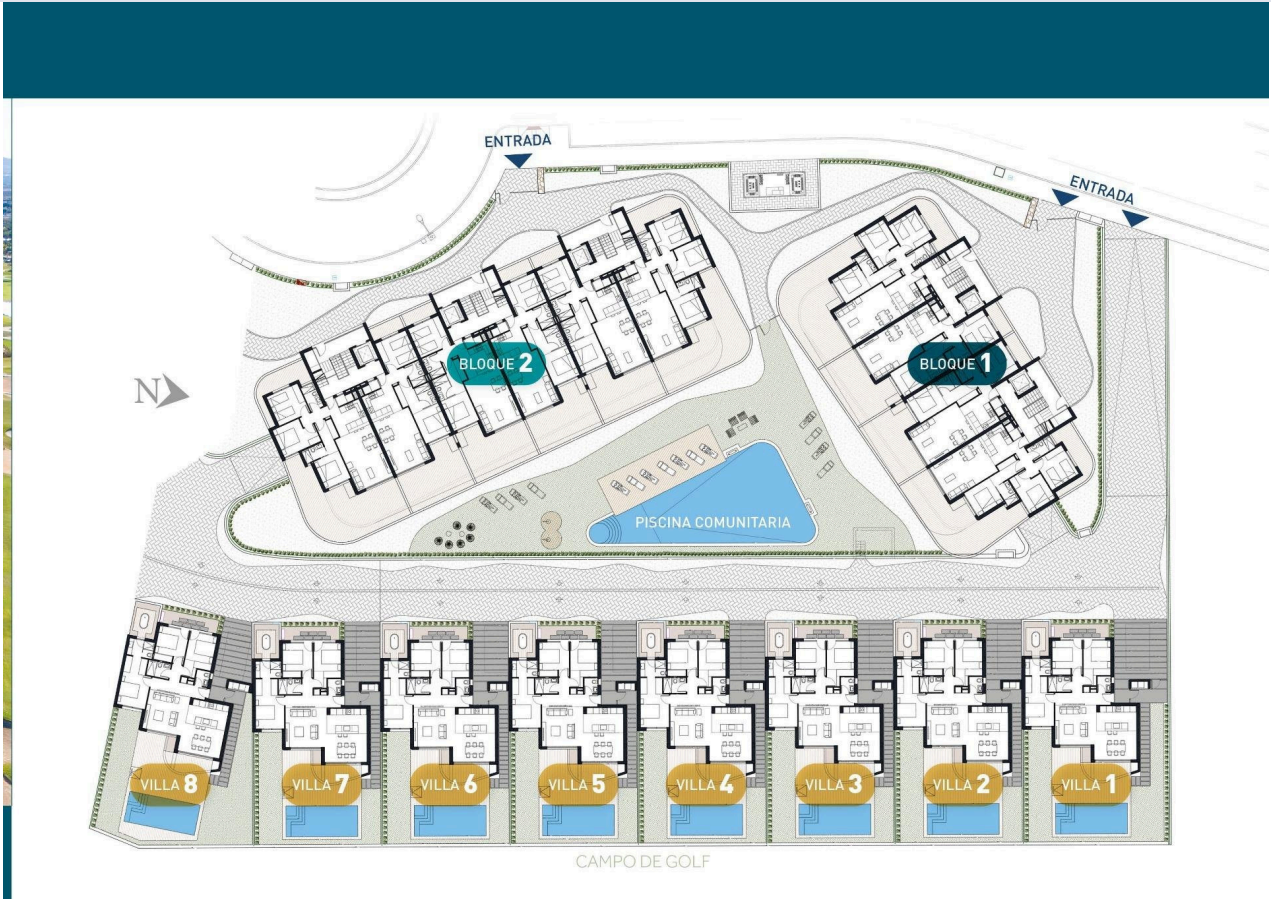 ENTRADA
ENTRADA
BLOQUE 2
BLOQUE 1
N
PISCINA COMUNITARIA
VILLA 8
VILLA 7
VILLA 6
VILLA 5
VILLA 4
VILLA 3
VILLA 2
VILLA 1
CAMPO DE GOLF